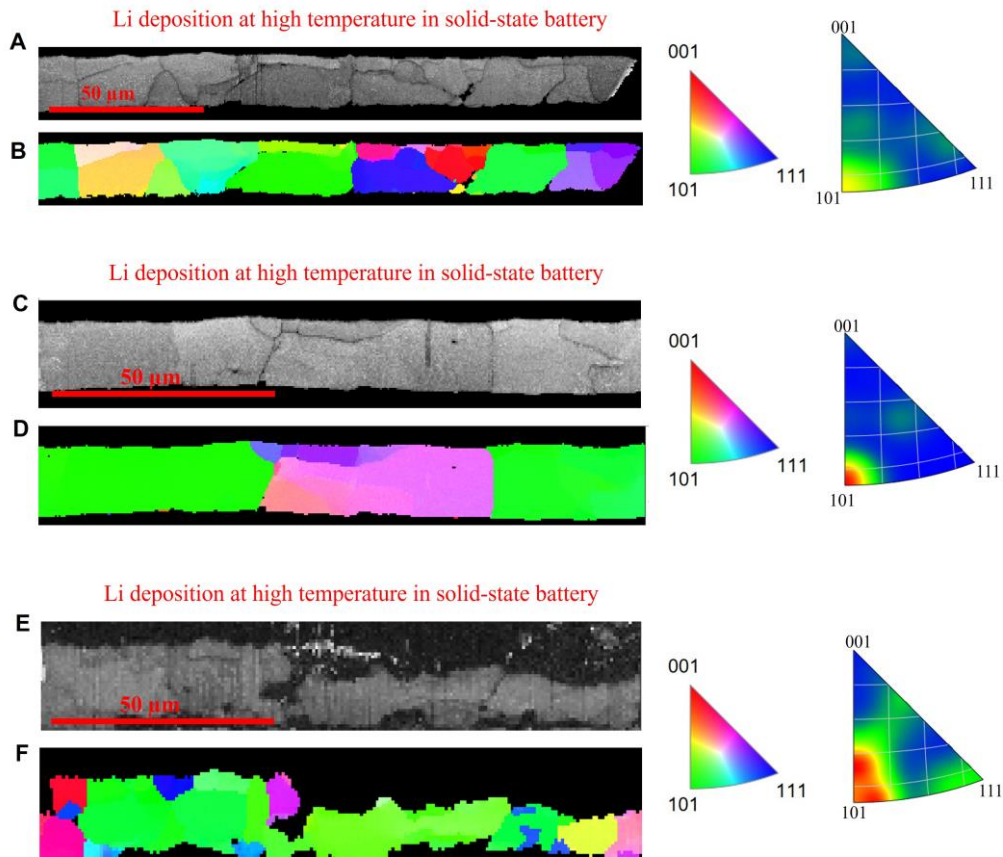 Li deposition at high temperature in solid-state battery
A
50 µm
B
001
101
111
001
101
111
Li deposition at high temperature in solid-state battery
C
50 µm
D
001
101
111
001
101
111
Li deposition at high temperature in solid-state battery
E
50 µm
F
001
101
111
001
101
111